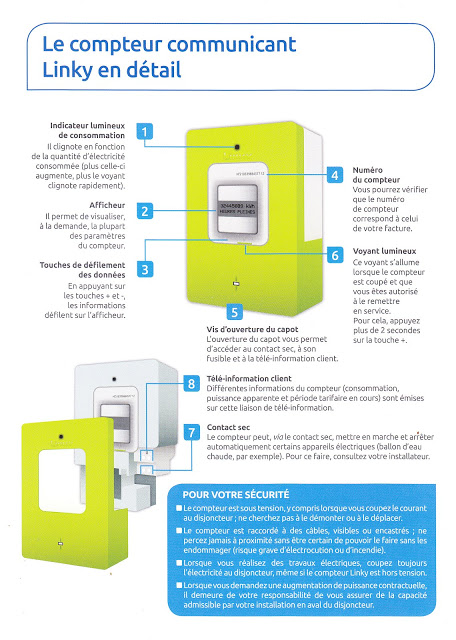 Le compteur communicant
Linky en détail
Indicateur lumineux
de consommation
Il clignote en fonction
de la quantité d'électricité
consommée (plus celle-ci
augmente, plus le voyant
clignote rapidement).
1
Afficheur
Il permet de visualiser,
à la demande, la plupart
des paramètres
du compteur.
2
Touches de défilement
des données
En appuyant sur
les touches + et -,
les informations
défilent sur l'afficheur.
3
HEURES PLEINES
4
Numéro
du compteur
Vous pourrez vérifier
que le numéro
de compteur
correspond à celui
de votre facture.
6
Voyant lumineux
Ce voyant s'allume
lorsque le compteur
est coupé et que
vous êtes autorisé
à le remettre
en service.
Pour cela, appuyez
plus de 2 secondes
sur la touche +.
5
Vis d'ouverture du capot
L'ouverture du capot vous permet
d'accéder au contact sec, à son
fusible et à la télé-information client.
8
Télé-information client
Différentes informations du compteur (consommation,
puissance apparente et période tarifaire en cours) sont émises
sur cette liaison de télé-information.
7
Contact sec
Le compteur peut, via le contact sec, mettre en marche et arrêter
automatiquement certains appareils électriques (ballon d'eau
chaude, par exemple). Pour ce faire, consultez votre installateur.
POUR VOTRE SÉCURITÉ
■ Le compteur est sous tension, y compris lorsque vous coupez le courant
au disjoncteur ; ne cherchez pas à le démonter ou à le déplacer.
■ Le compteur est raccordé à des câbles, visibles ou encastrés ; ne
percez jamais à proximité sans être certain de pouvoir le faire sans les
endommager (risque grave d'électrocution ou d'incendie).
■ Lorsque vous réalisez des travaux électriques, coupez toujours
l'électricité au disjoncteur, même si le compteur Linky est hors tension.
■ Lorsque vous demandez une augmentation de puissance contractuelle,
il demeure de votre responsabilité de vous assurer de la capacité
admissible par votre installation en aval du disjoncteur.